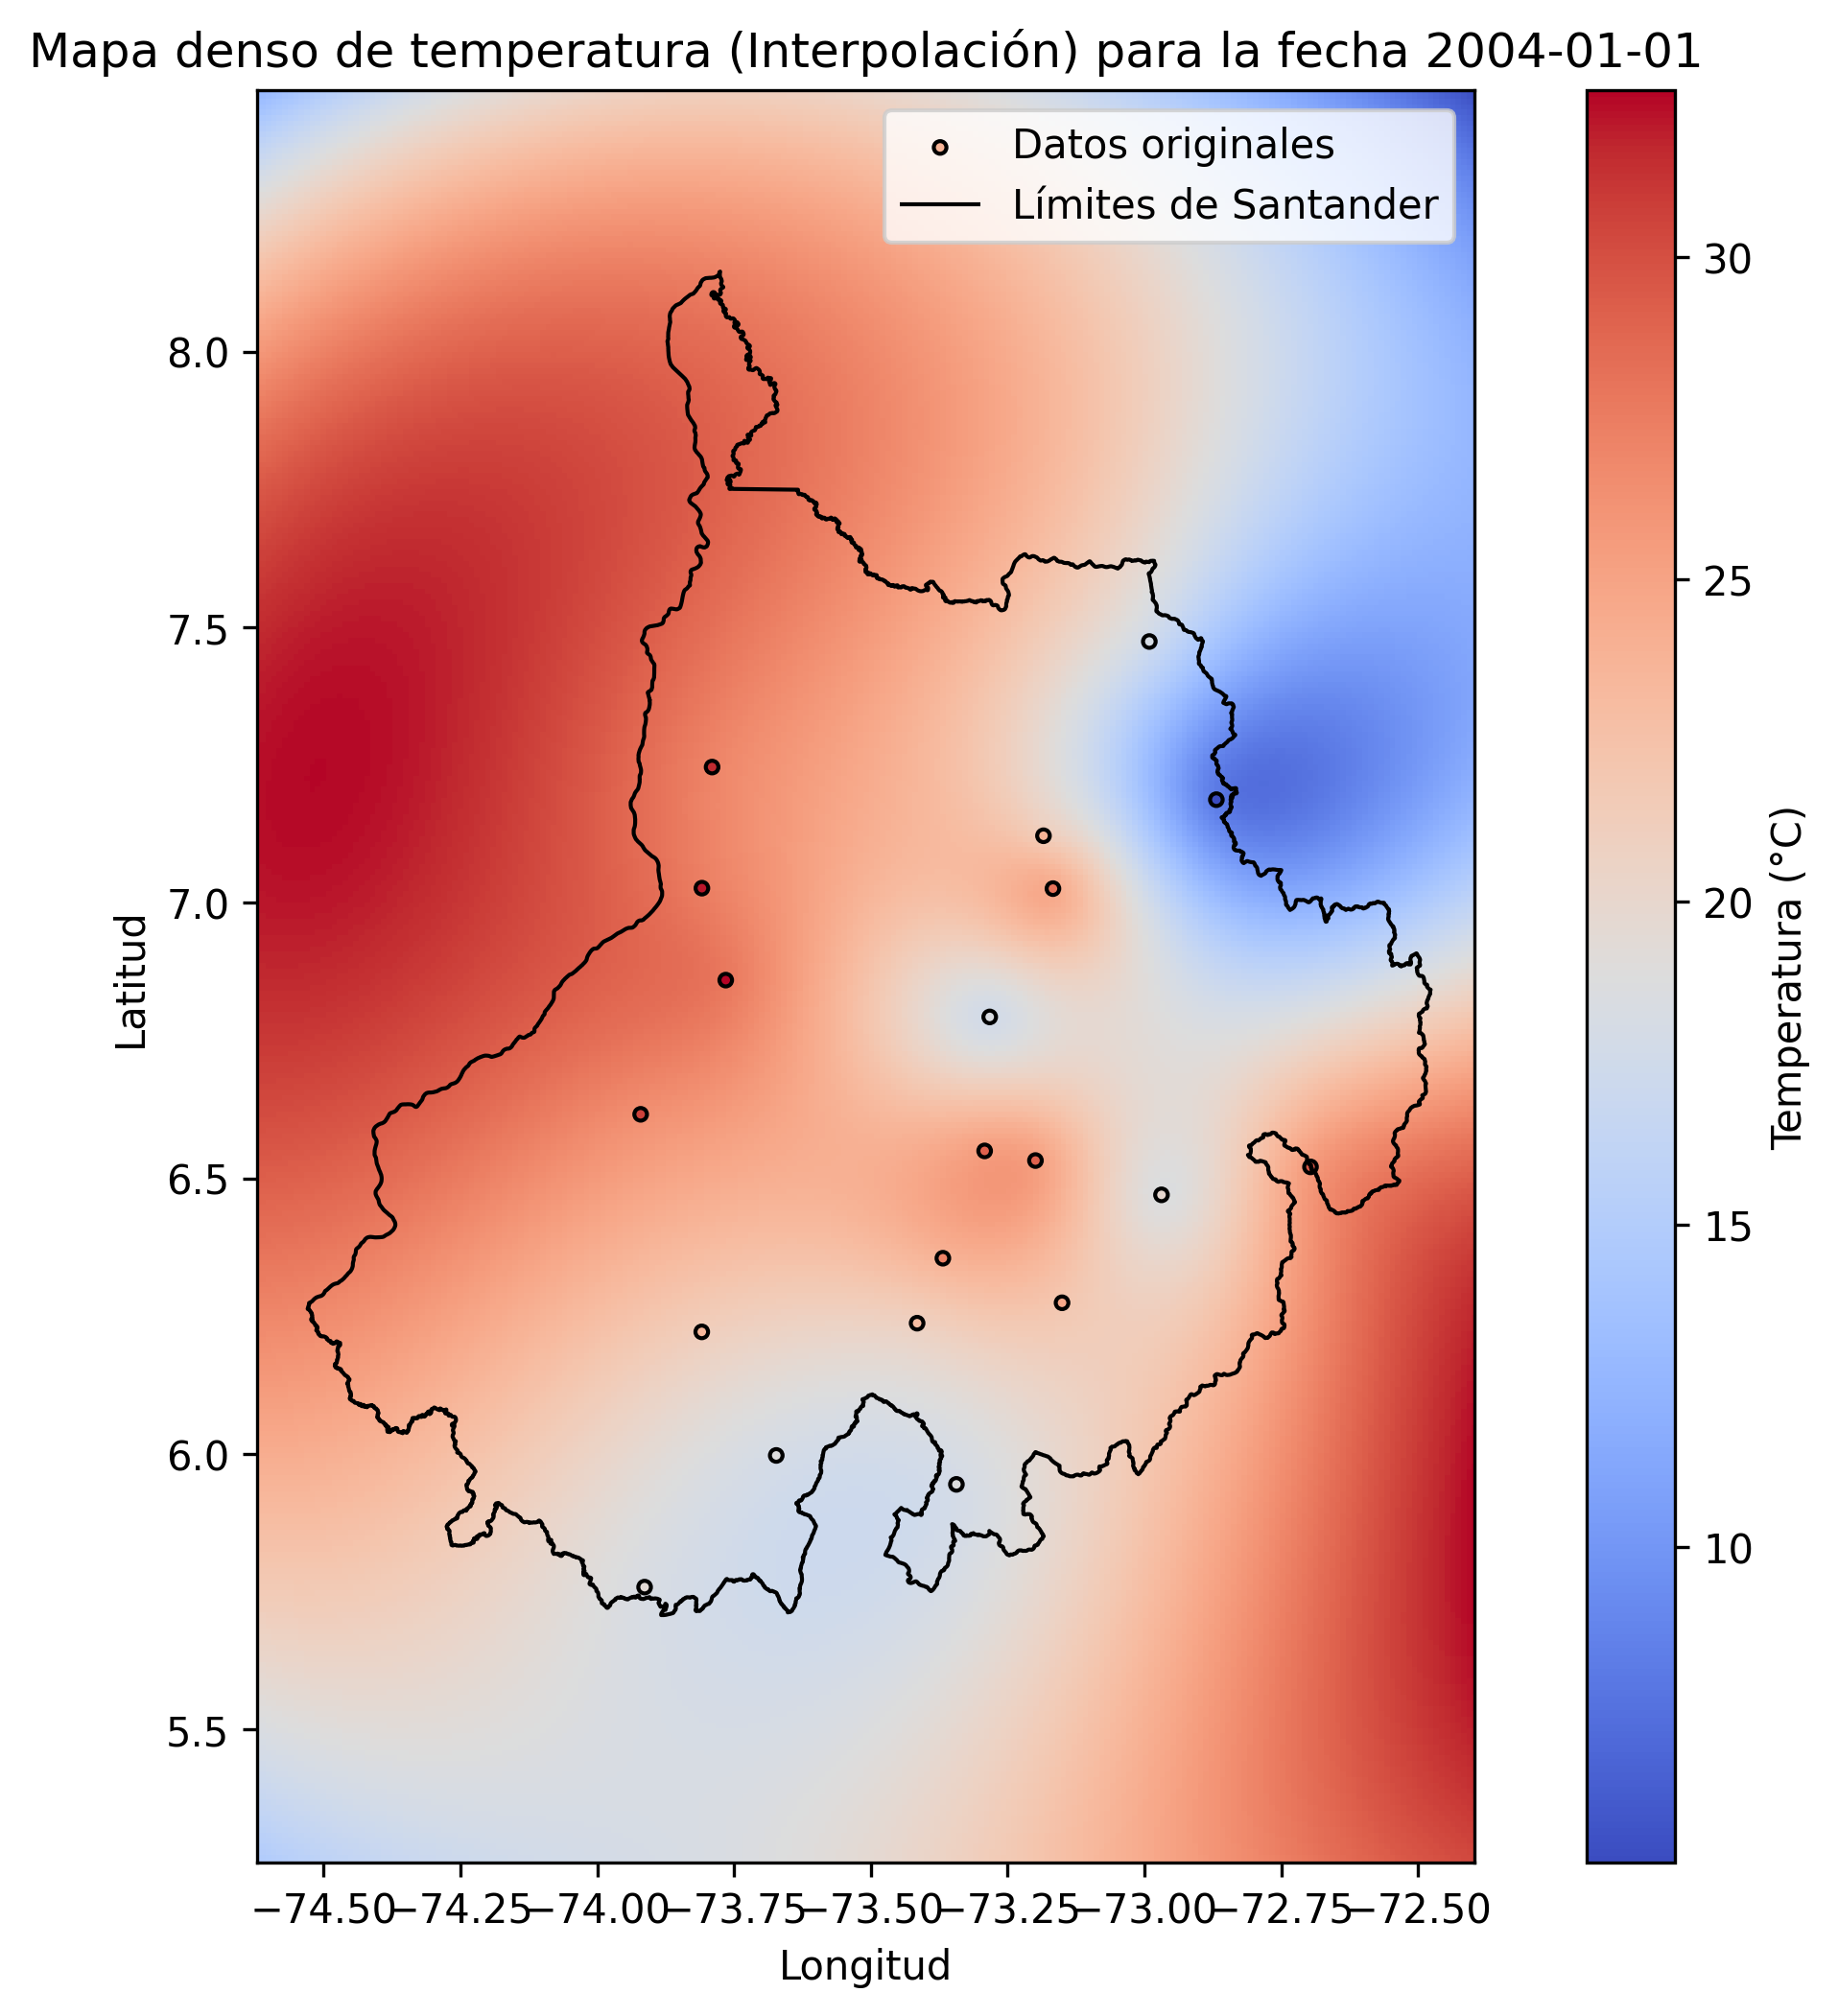 Mapa denso de temperatura (Interpolación) para la fecha 2004-01-01
Datos originales
Límites de Santander
8.0
7.5
7.0
6.5
6.0
5.5
Latitud
−74.50 −74.25 −74.00 −73.75 −73.50 −73.25 −73.00 −72.75 −72.50
Longitud
30
25
20
15
10
Temperatura (°C)